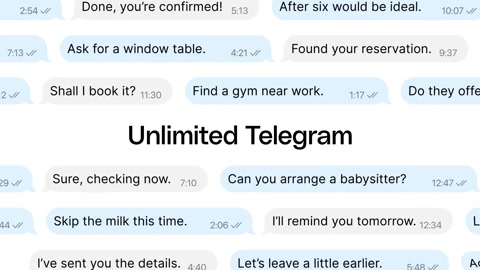 2:54 Done, you're confirmed! 5:13 After six would be ideal. 10:07
7:13 Ask for a window table. 4:21 Found your reservation. 9:37
Shall I book it? 11:30 Find a gym near work. 1:17 Do they offe
Unlimited Telegram
29 Sure, checking now. 7:10 Can you arrange a babysitter? 12:47
44 Skip the milk this time. 2:06 I'll remind you tomorrow. 12:34
I've sent you the details. 4:40 Let's leave a little earlier. 5:48